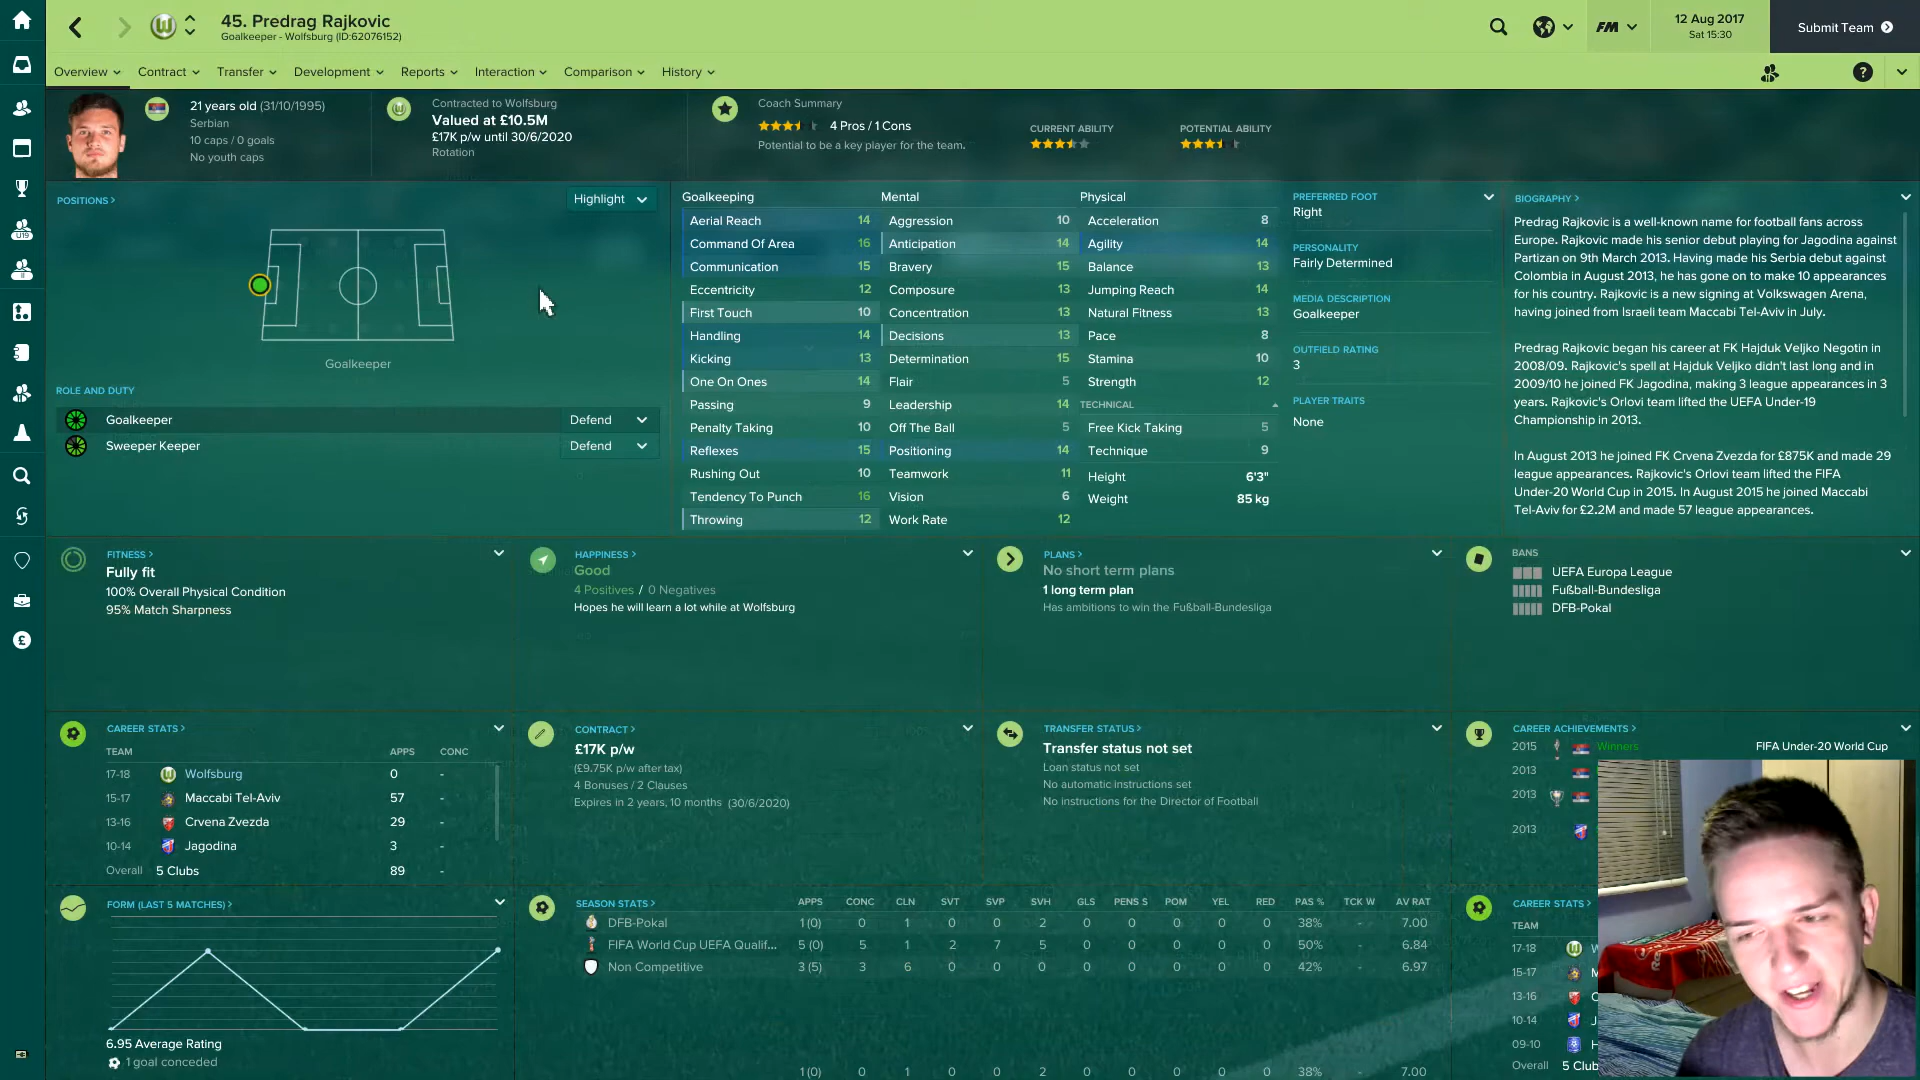 45. Predrag Rajkovic
Goalkeeper - Wolfsburg (ID:62076152)
FM
12 Aug 2017
Sat 15:30
Submit Team
Overview
Contract
Transfer
Development
Reports
Interaction
Comparison
History
?
21 years old (31/10/1995)
Serbian
10 caps / 0 goals
No youth caps
Contracted to Wolfsburg
Valued at £10.5M
£17K p/w until 30/6/2020
Rotation
Coach Summary
4 Pros / 1 Cons
Potential to be a key player for the team.
CURRENT ABILITY
POTENTIAL ABILITY
POSITIONS >
Highlight
Goalkeeper
ROLE AND DUTY
Goalkeeper Defend
Sweeper Keeper Defend
Goalkeeping
Aerial Reach 14
Command Of Area 16
Communication 15
Eccentricity 12
First Touch 10
Handling 14
Kicking 13
One On Ones 14
Passing 9
Penalty Taking 10
Reflexes 15
Rushing Out 10
Tendency To Punch 16
Throwing 12
Mental
Aggression 10
Anticipation 14
Bravery 15
Composure 13
Concentration 13
Decisions 13
Determination 15
Flair 5
Leadership 14
Off The Ball 5
Positioning 14
Teamwork 11
Vision 6
Work Rate 12
Physical
Acceleration 8
Agility 14
Balance 13
Jumping Reach 14
Natural Fitness 13
Pace 8
Stamina 10
Strength 12
TECHNICAL
Free Kick Taking 5
Technique 9
Height 6'3"
Weight 85 kg
PREFERRED FOOT
Right
PERSONALITY
Fairly Determined
MEDIA DESCRIPTION
Goalkeeper
OUTFIELD RATING
3
PLAYER TRAITS
None
BIOGRAPHY >
Predrag Rajkovic is a well-known name for football fans across
Europe. Rajkovic made his senior debut playing for Jagodina against
Partizan on 9th March 2013. Having made his Serbia debut against
Colombia in August 2013, he has gone on to make 10 appearances
for his country. Rajkovic is a new signing at Volkswagen Arena,
having joined from Israeli team Maccabi Tel-Aviv in July.
Predrag Rajkovic began his career at FK Hajduk Veljko Negotin in
2008/09. Rajkovic's spell at Hajduk Veljko didn't last long and in
2009/10 he joined FK Jagodina, making 3 league appearances in 3
years. Rajkovic's Orlovi team lifted the UEFA Under-19
Championship in 2013.
In August 2013 he joined FK Crvena Zvezda for £875K and made 29
league appearances. Rajkovic's Orlovi team lifted the FIFA
Under-20 World Cup in 2015. In August 2015 he joined Maccabi
Tel-Aviv for £2.2M and made 57 league appearances.
FITNESS >
Fully fit
100% Overall Physical Condition
95% Match Sharpness
HAPPINESS >
Good
4 Positives / 0 Negatives
Hopes he will learn a lot while at Wolfsburg
PLANS >
No short term plans
1 long term plan
Has ambitions to win the Fußball-Bundesliga
BANS
UEFA Europa League
Fußball-Bundesliga
DFB-Pokal
CAREER STATS >
TEAM APPS CONC
17-18 Wolfsburg 0 -
15-17 Maccabi Tel-Aviv 57 -
13-16 Crvena Zvezda 29 -
10-14 Jagodina 3 -
Overall 5 Clubs 89 -
CONTRACT >
£17K p/w
(£9.75K p/w after tax)
4 Bonuses / 2 Clauses
Expires in 2 years, 10 months (30/6/2020)
TRANSFER STATUS >
Transfer status not set
Loan status not set
No automatic instructions set
No instructions for the Director of Football
CAREER ACHIEVEMENTS >
2015 Winners FIFA Under-20 World Cup
2013
2013
2013
FORM (LAST 5 MATCHES) >
6.95 Average Rating
1 goal conceded
SEASON STATS > APPS CONC CLN SVT SVP SVH GLS PENS S POM YEL RED PAS % TCK W AV RAT
DFB-Pokal 1 (0) 0 1 0 0 2 0 0 0 0 0 38% - 7.00
FIFA World Cup UEFA Qualif... 5 (0) 5 1 2 7 5 0 0 0 0 0 50% - 6.84
Non Competitive 3 (5) 3 6 0 0 0 0 0 0 0 0 42% - 6.97
1 (0) 0 1 0 0 2 0 0 0 0 0 38% - 7.00
CAREER STATS >
TEAM
17-18 W
15-17 M
13-16 C
10-14 J
09-10 H
Overall 5 Club